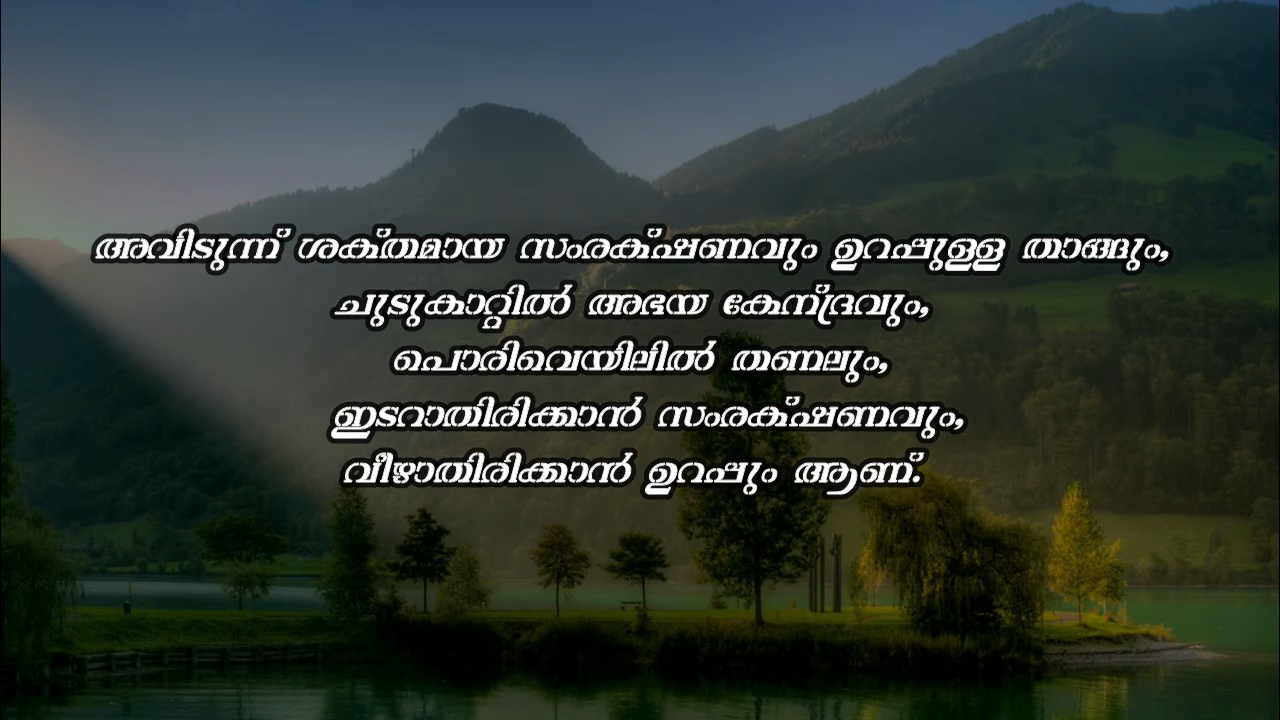 അവിടുന്ന് ശക്തമായ സംരക്ഷണവും ഉറപ്പുള്ള താങ്ങും,
ചുടുകാറ്റിൽ അഭയ കേന്ദ്രവും,
പൊരിവെയിലിൽ തണലും,
ഇടറാതിരിക്കാൻ സംരക്ഷണവും,
വീഴാതിരിക്കാൻ ഉറപ്പും ആണ്.